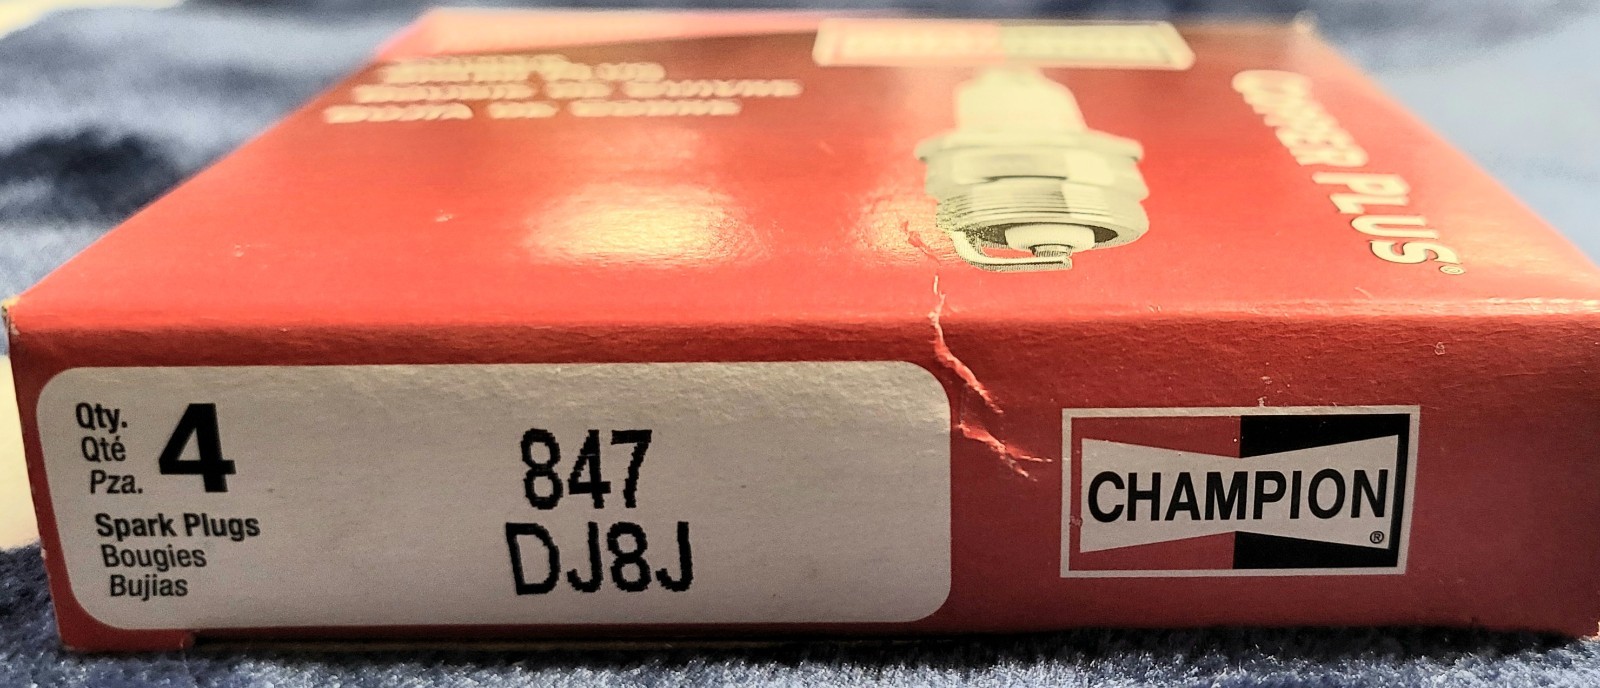 COPPER PLUS®
Qty.
Qté
Pza.
4
Spark Plugs
Bougies
Bujias
847
DJ8J
CHAMPION®